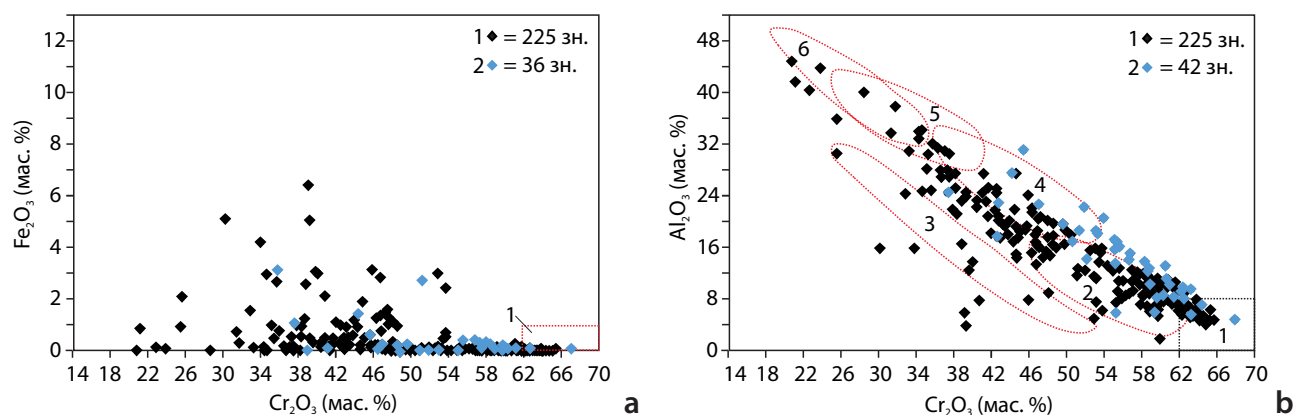 12
10
8
6
4
2
0
Fe₂O₃ (мас. %)
14 18 22 26 30 34 38 42 46 50 54 58 62 66 70
Cr₂O₃ (мас. %)
1 = 225 зн.
2 = 36 зн.
1
a
48
40
32
24
16
8
0
Al₂O₃ (мас. %)
14 18 22 26 30 34 38 42 46 50 54 58 62 66 70
Cr₂O₃ (мас. %)
1 = 225 зн.
2 = 42 зн.
6
5
4
3
2
1
b